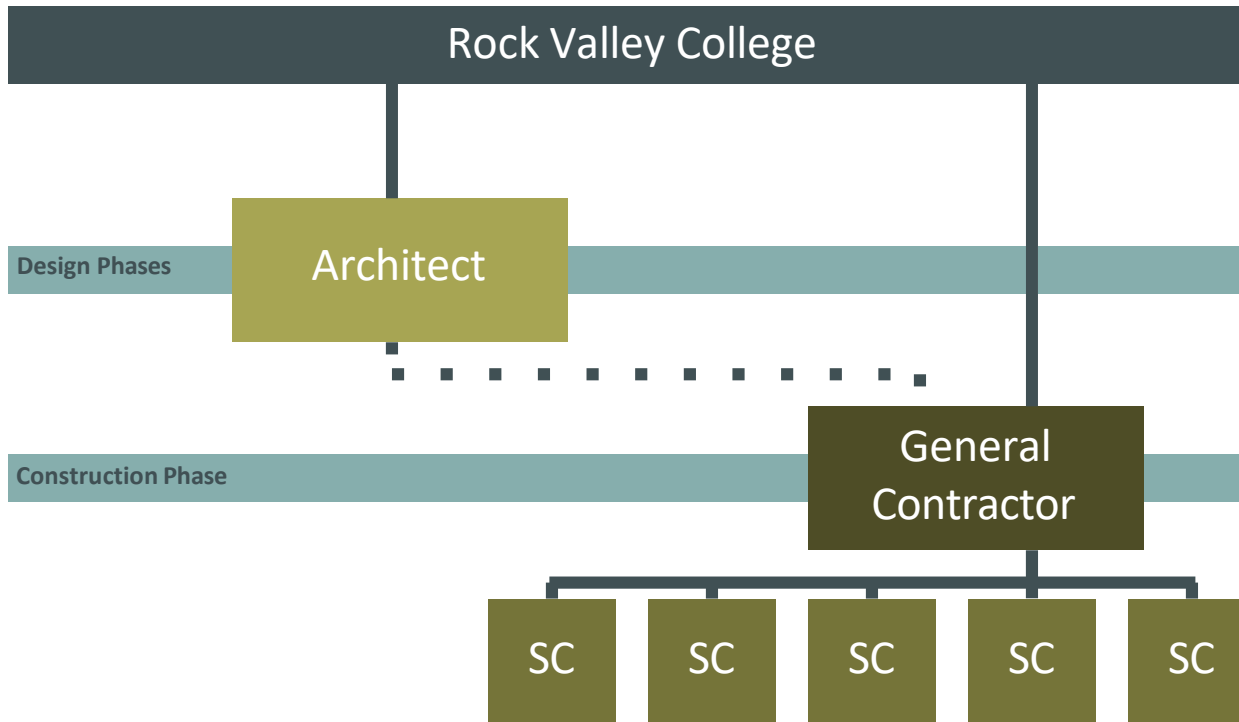 Rock Valley College
Architect
Design Phases
General
Contractor
Construction Phase
SC SC SC SC SC